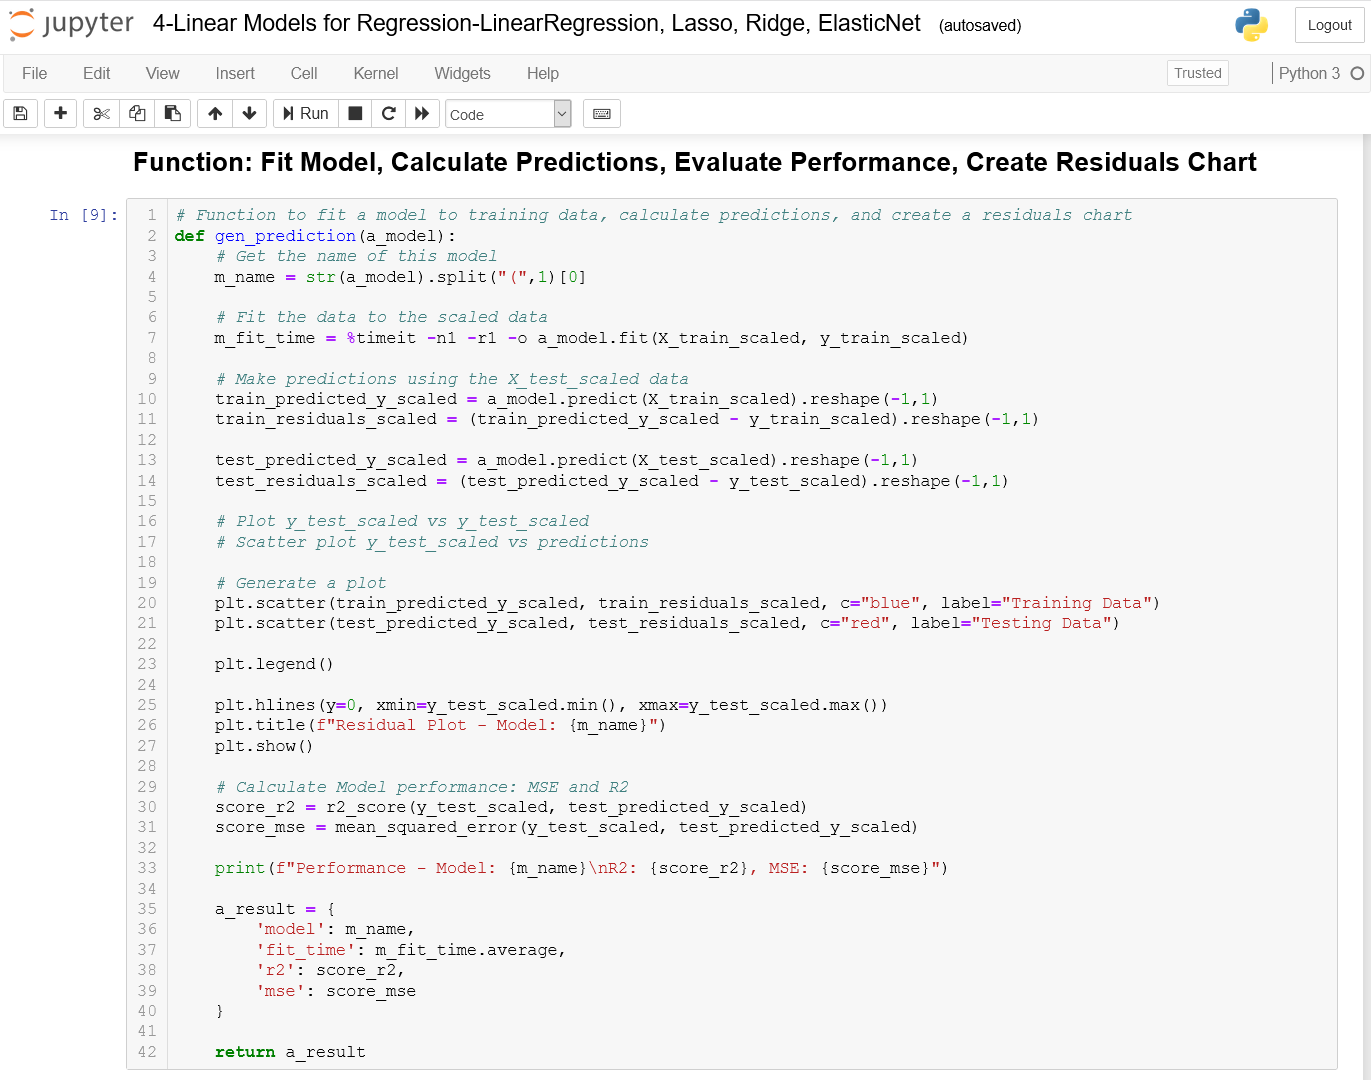 jupyter 4-Linear Models for Regression-LinearRegression, Lasso, Ridge, ElasticNet (autosaved) Logout
File Edit View Insert Cell Kernel Widgets Help Trusted Python 3
Run Code
Function: Fit Model, Calculate Predictions, Evaluate Performance, Create Residuals Chart
In [9]:
1 # Function to fit a model to training data, calculate predictions, and create a residuals chart
2 def gen_prediction(a_model):
3     # Get the name of this model
4     m_name = str(a_model).split("(",1)[0]
5
6     # Fit the data to the scaled data
7     m_fit_time = %timeit -n1 -r1 -o a_model.fit(X_train_scaled, y_train_scaled)
8
9     # Make predictions using the X_test_scaled data
10     train_predicted_y_scaled = a_model.predict(X_train_scaled).reshape(-1,1)
11     train_residuals_scaled = (train_predicted_y_scaled - y_train_scaled).reshape(-1,1)
12
13     test_predicted_y_scaled = a_model.predict(X_test_scaled).reshape(-1,1)
14     test_residuals_scaled = (test_predicted_y_scaled - y_test_scaled).reshape(-1,1)
15
16     # Plot y_test_scaled vs y_test_scaled
17     # Scatter plot y_test_scaled vs predictions
18
19     # Generate a plot
20     plt.scatter(train_predicted_y_scaled, train_residuals_scaled, c="blue", label="Training Data")
21     plt.scatter(test_predicted_y_scaled, test_residuals_scaled, c="red", label="Testing Data")
22
23     plt.legend()
24
25     plt.hlines(y=0, xmin=y_test_scaled.min(), xmax=y_test_scaled.max())
26     plt.title(f"Residual Plot - Model: {m_name}")
27     plt.show()
28
29     # Calculate Model performance: MSE and R2
30     score_r2 = r2_score(y_test_scaled, test_predicted_y_scaled)
31     score_mse = mean_squared_error(y_test_scaled, test_predicted_y_scaled)
32
33     print(f"Performance - Model: {m_name}\nR2: {score_r2}, MSE: {score_mse}")
34
35     a_result = {
36         'model': m_name,
37         'fit_time': m_fit_time.average,
38         'r2': score_r2,
39         'mse': score_mse
40     }
41
42     return a_result